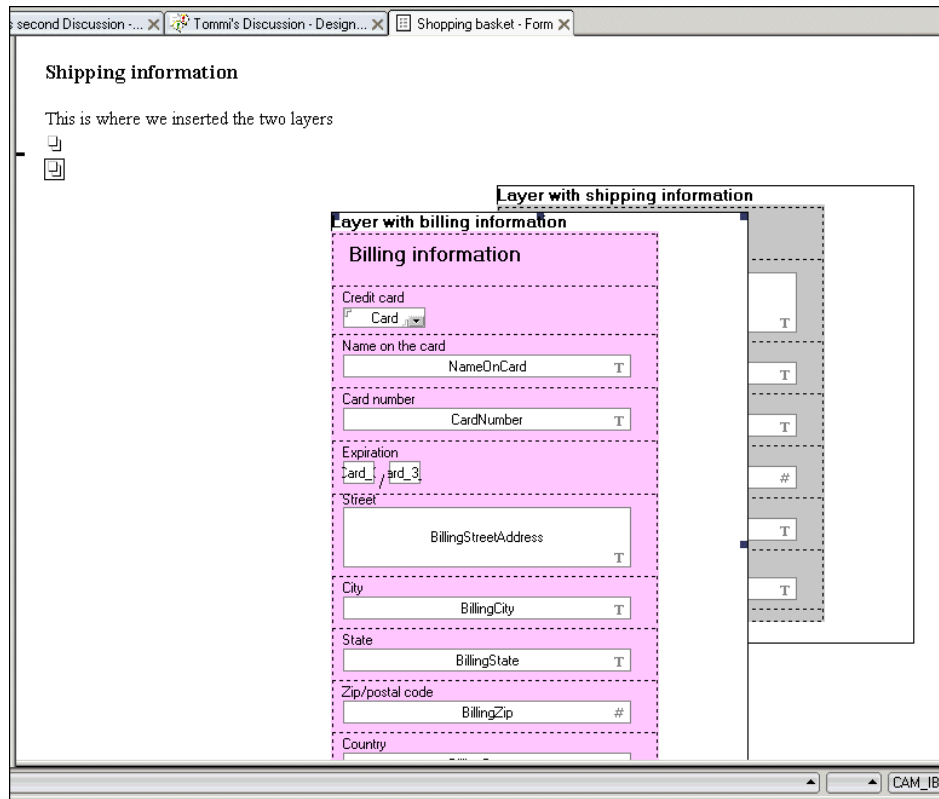 s second Discussion -...
Tommi's Discussion - Design...
Shopping basket - Form
Shipping information
This is where we inserted the two layers
Layer with shipping information
Layer with billing information
Billing information
Credit card
Card
Name on the card
NameOnCard T
T
Card number
T
CardNumber T
T
Expiration
Card_ / ard_3
#
Street
BillingStreetAddress
T
T
City
T
BillingCity T
State
BillingState T
Zip/postal code
BillingZip #
Country
CAM_IB